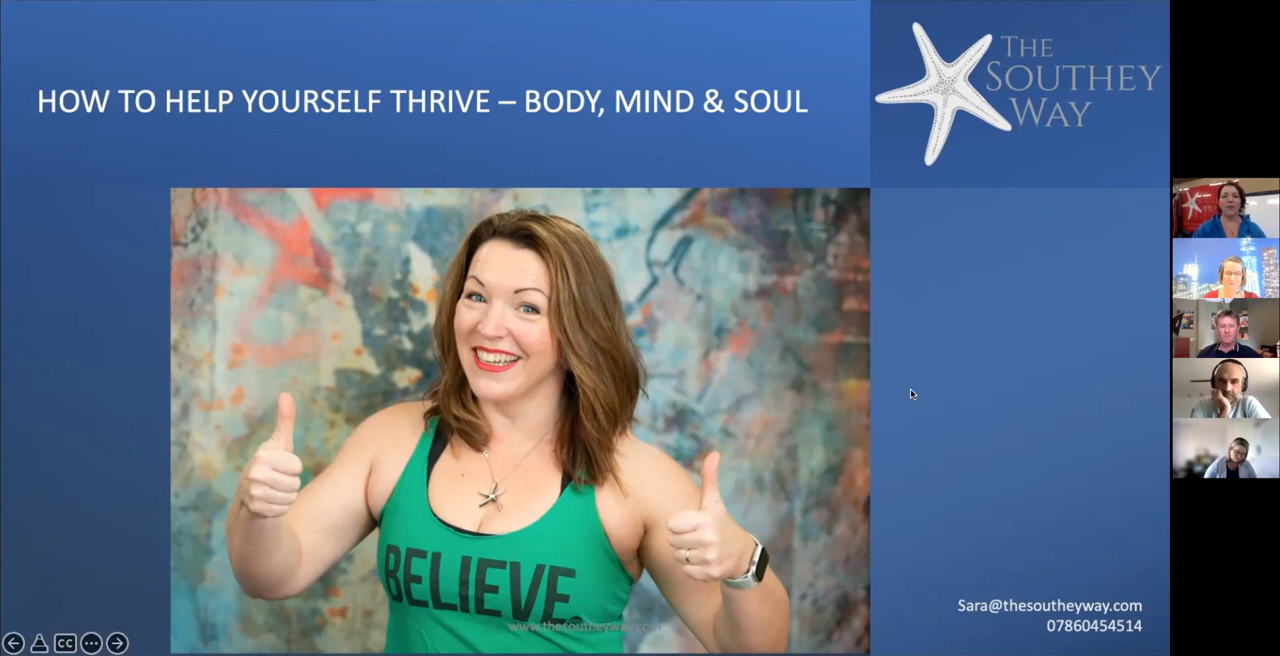 HOW TO HELP YOURSELF THRIVE – BODY, MIND & SOUL
THE
SOUTHEY
WAY
BELIEVE
www.thesoutheyway.com
Sara@thesoutheyway.com
07860454514
CC